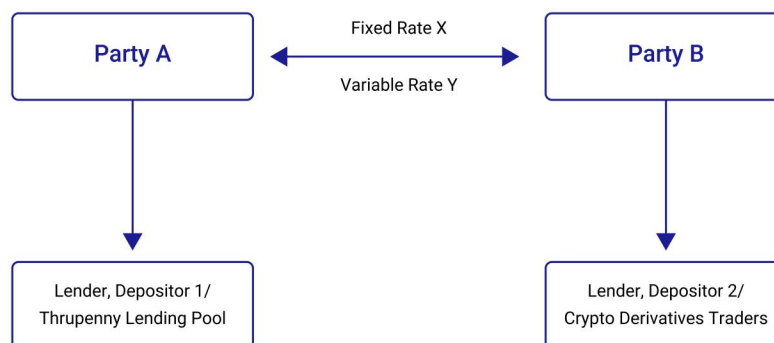 Party A
Fixed Rate X
Variable Rate Y
Party B
Lender, Depositor 1/
Thrupenny Lending Pool
Lender, Depositor 2/
Crypto Derivatives Traders